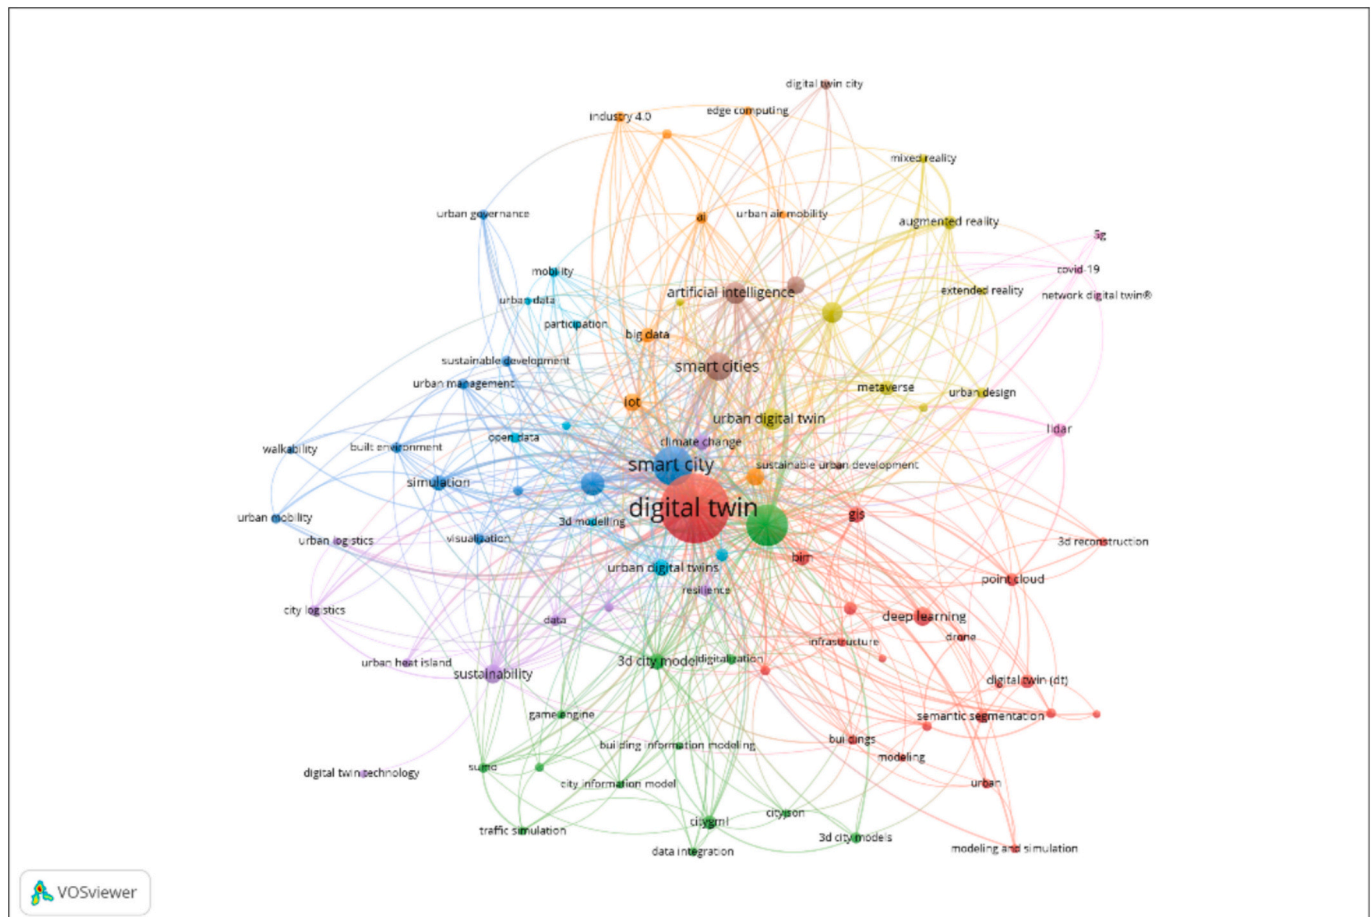 digital twin city
industry 4.0
edge computing
mixed reality
urban governance
ai
urban air mobility
augmented reality
5g
mobility
covid-19
artificial intelligence
extended reality
network digital twin®
urban data
participation
big data
sustainable development
smart cities
urban management
metaverse
urban design
iot
urban digital twin
lidar
open data
climate change
walkability
built environment
smart city
sustainable urban development
simulation
digital twin
urban mobility
3d modelling
gis
urban logistics
visualization
3d reconstruction
bim
urban digital twins
point cloud
resilience
city logistics
data
deep learning
infrastructure
drone
urban heat island
3d city model
digitalization
sustainability
digital twin (dt)
game engine
semantic segmentation
building information modeling
buildings
modeling
digital twin technology
sumo
city information model
urban
cityjson
citygml
traffic simulation
3d city models
data integration
modeling and simulation
VOSviewer